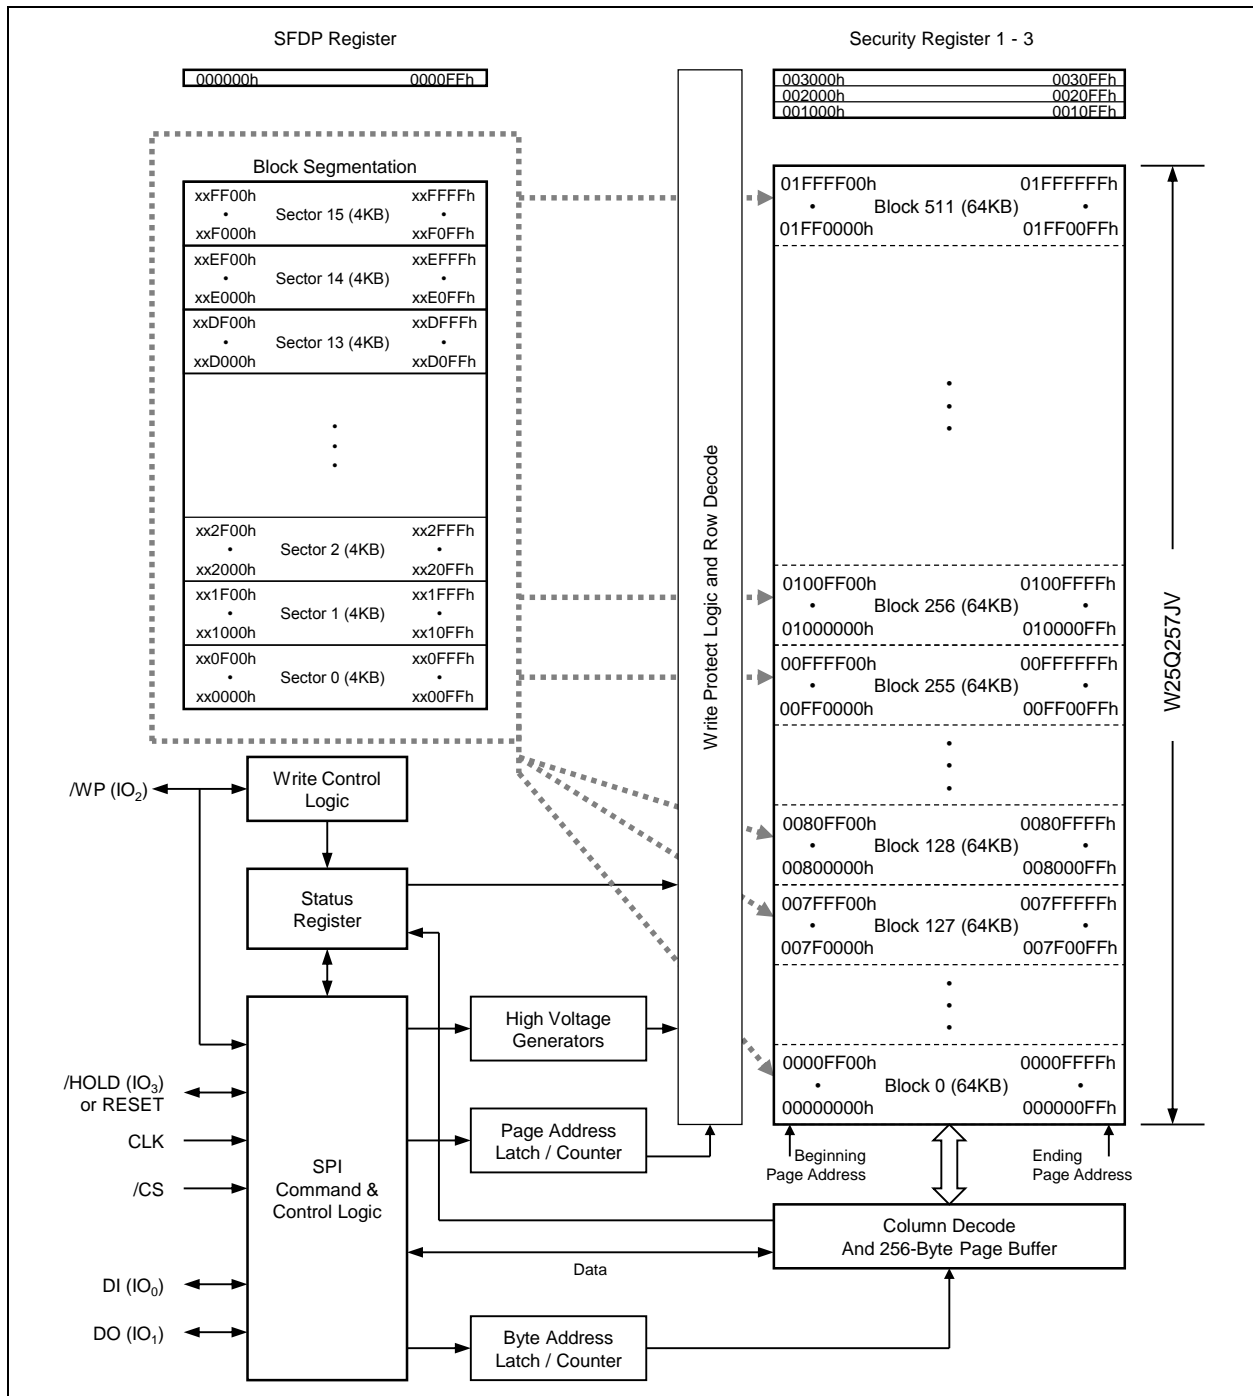 SFDP Register
000000h 0000FFh
Security Register 1 - 3
003000h 0030FFh
002000h 0020FFh
001000h 0010FFh
Block Segmentation
xxFF00h xxFFFFh
• Sector 15 (4KB) •
xxF000h xxF0FFh
xxEF00h xxEFFFh
• Sector 14 (4KB) •
xxE000h xxE0FFh
xxDF00h xxDFFFh
• Sector 13 (4KB) •
xxD000h xxD0FFh
xx2F00h xx2FFFh
• Sector 2 (4KB) •
xx2000h xx20FFh
xx1F00h xx1FFFh
• Sector 1 (4KB) •
xx1000h xx10FFh
xx0F00h xx0FFFh
• Sector 0 (4KB) •
xx0000h xx00FFh
Write Protect Logic and Row Decode
01FFFF00h 01FFFFFFh
• Block 511 (64KB) •
01FF0000h 01FF00FFh
0100FF00h 0100FFFFh
• Block 256 (64KB) •
01000000h 010000FFh
00FFFF00h 00FFFFFFh
• Block 255 (64KB) •
00FF0000h 00FF00FFh
0080FF00h 0080FFFFh
• Block 128 (64KB) •
00800000h 008000FFh
007FFF00h 007FFFFFh
• Block 127 (64KB) •
007F0000h 007F00FFh
0000FF00h 0000FFFFh
• Block 0 (64KB) •
00000000h 000000FFh
W25Q257JV
Beginning
Page Address
Ending
Page Address
/WP (IO2)
Write Control
Logic
Status
Register
High Voltage
Generators
/HOLD (IO3)
or RESET
CLK
/CS
DI (IO0)
DO (IO1)
SPI
Command &
Control Logic
Page Address
Latch / Counter
Column Decode
And 256-Byte Page Buffer
Data
Byte Address
Latch / Counter